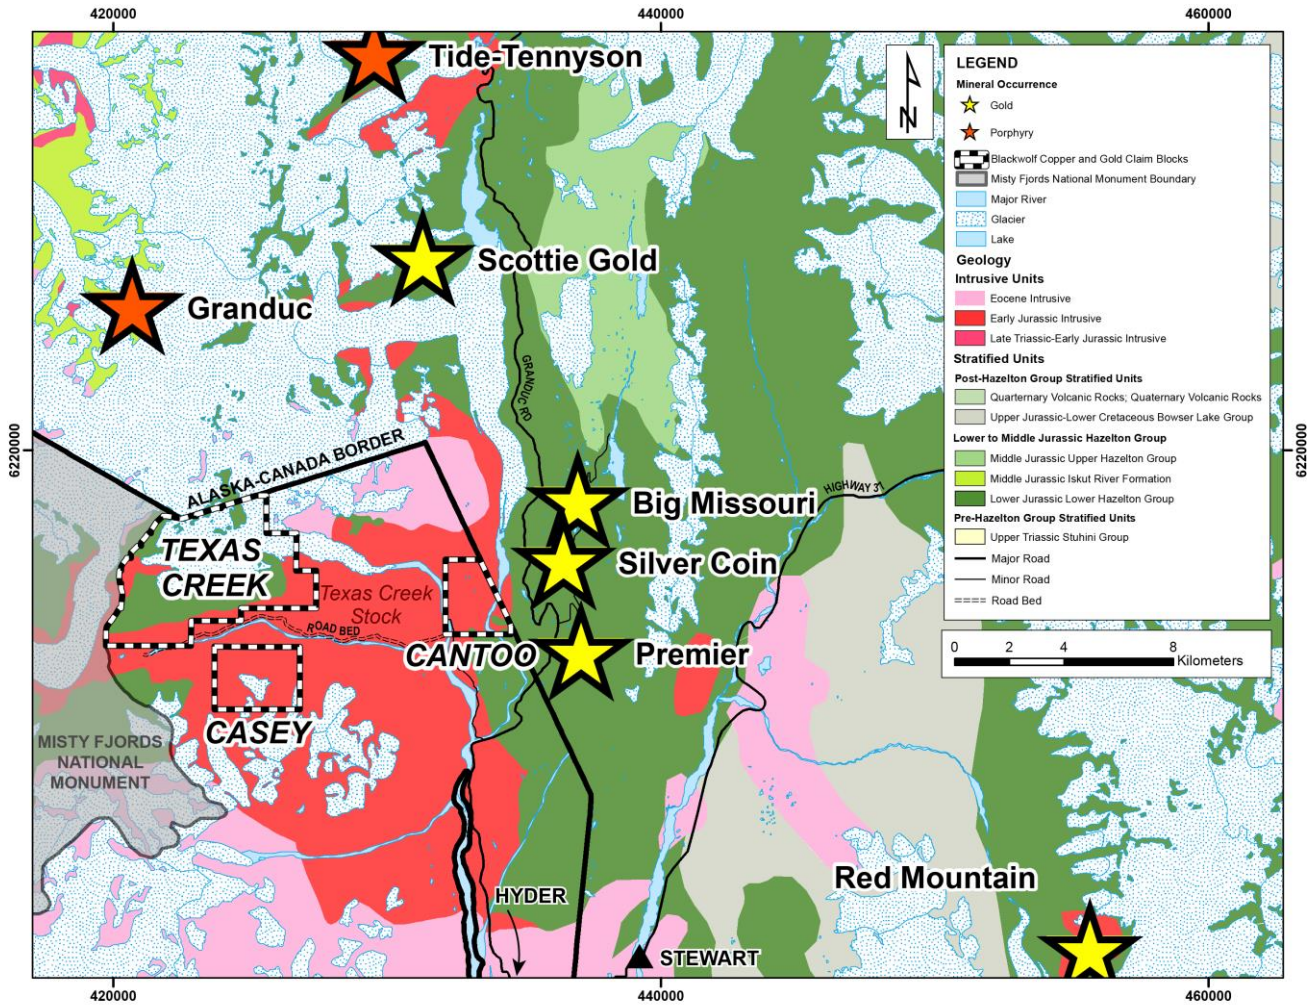 420000
440000
460000
Tide-Tennyson
Scottie Gold
Granduc
GRANDUC RD
6220000
6220000
ALASKA-CANADA BORDER
TEXAS
CREEK
Texas Creek
Stock
ROAD BED
CANTOO
CASEY
MISTY FJORDS
NATIONAL
MONUMENT
Big Missouri
Silver Coin
Premier
HIGHWAY 37
Red Mountain
HYDER
STEWART
N
LEGEND
Mineral Occurrence
Gold
Porphyry
Blackwolf Copper and Gold Claim Blocks
Misty Fjords National Monument Boundary
Major River
Glacier
Lake
Geology
Intrusive Units
Eocene Intrusive
Early Jurassic Intrusive
Late Triassic-Early Jurassic Intrusive
Stratified Units
Post-Hazelton Group Stratified Units
Quarternary Volcanic Rocks; Quaternary Volcanic Rocks
Upper Jurassic-Lower Cretaceous Bowser Lake Group
Lower to Middle Jurassic Hazelton Group
Middle Jurassic Upper Hazelton Group
Middle Jurassic Iskut River Formation
Lower Jurassic Lower Hazelton Group
Pre-Hazelton Group Stratified Units
Upper Triassic Stuhini Group
Major Road
Minor Road
Road Bed
0 2 4 8
Kilometers
420000
440000
460000